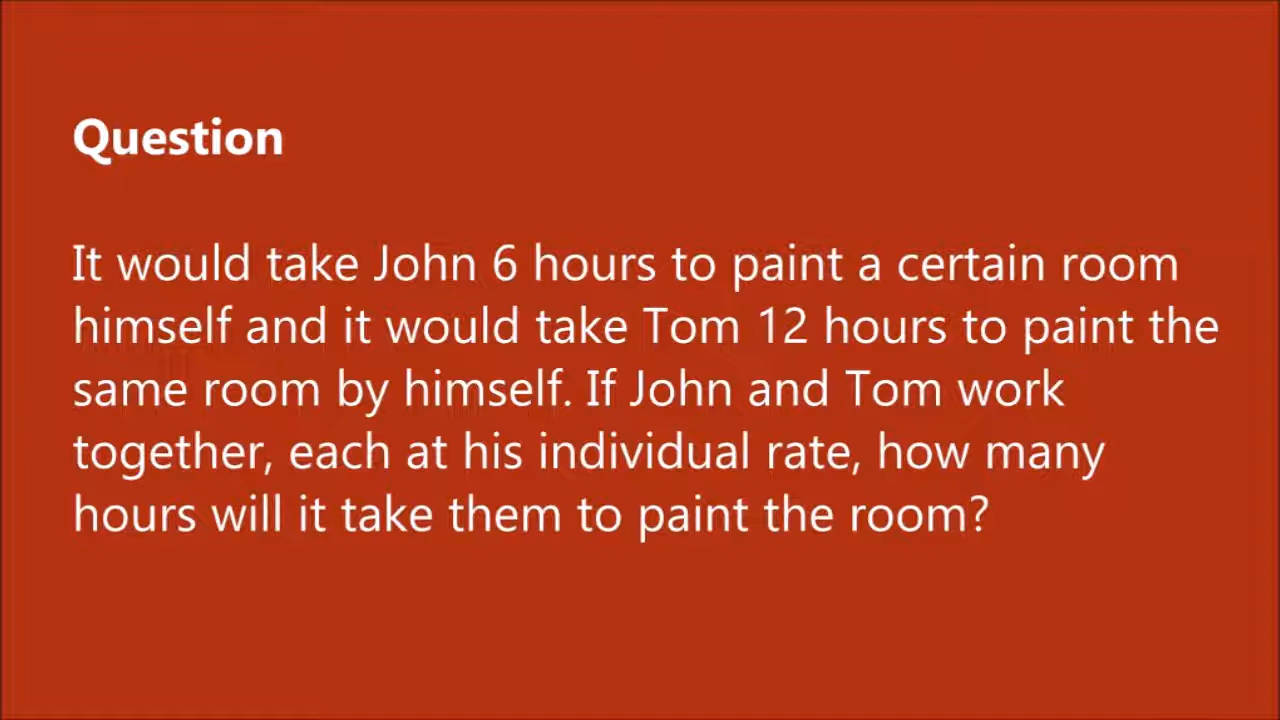 Question
It would take John 6 hours to paint a certain room
himself and it would take Tom 12 hours to paint the
same room by himself. If John and Tom work
together, each at his individual rate, how many
hours will it take them to paint the room?